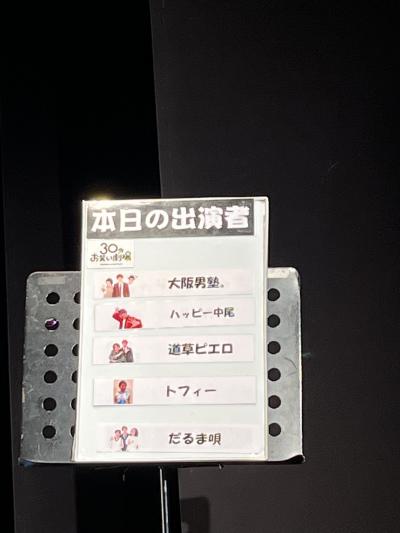 本日の出演者
30分
お笑い劇場
大阪男塾。
ハッピー中尾
道草ピエロ
トフィー
だるま唄